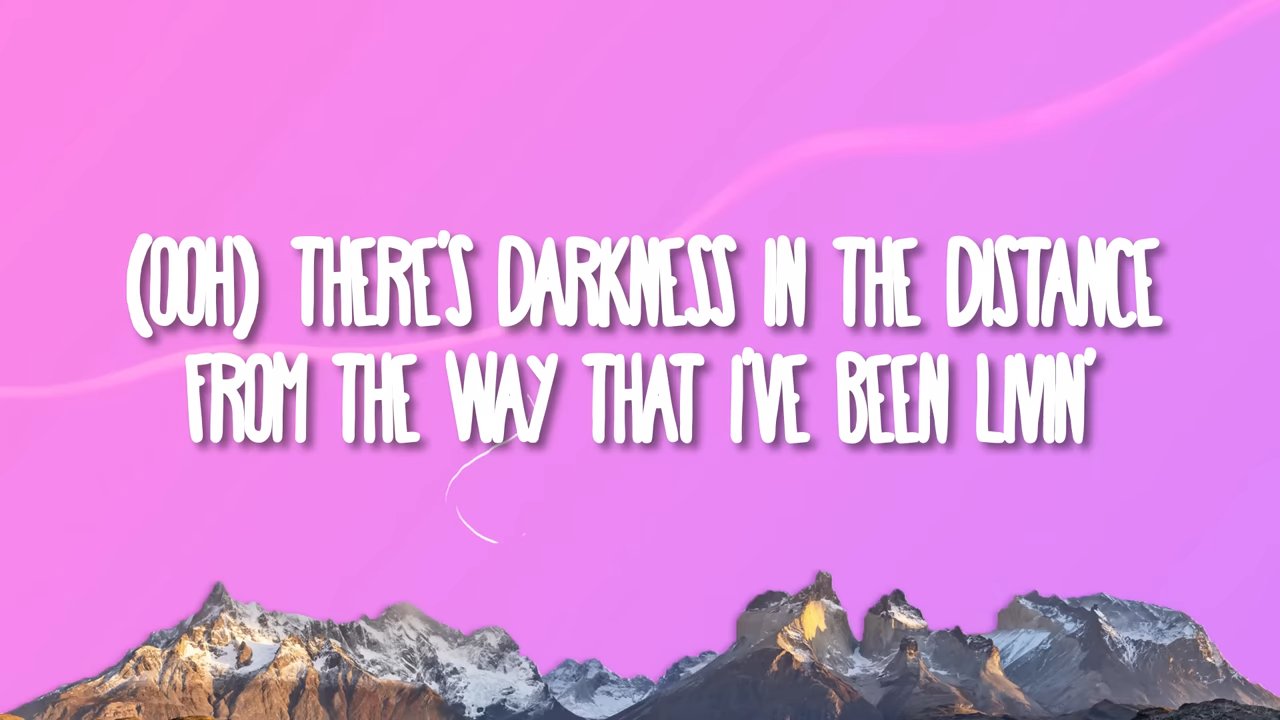 (OOH) THERE'S DARKNESS IN THE DISTANCE
FROM THE WAY THAT I'VE BEEN LIVIN'